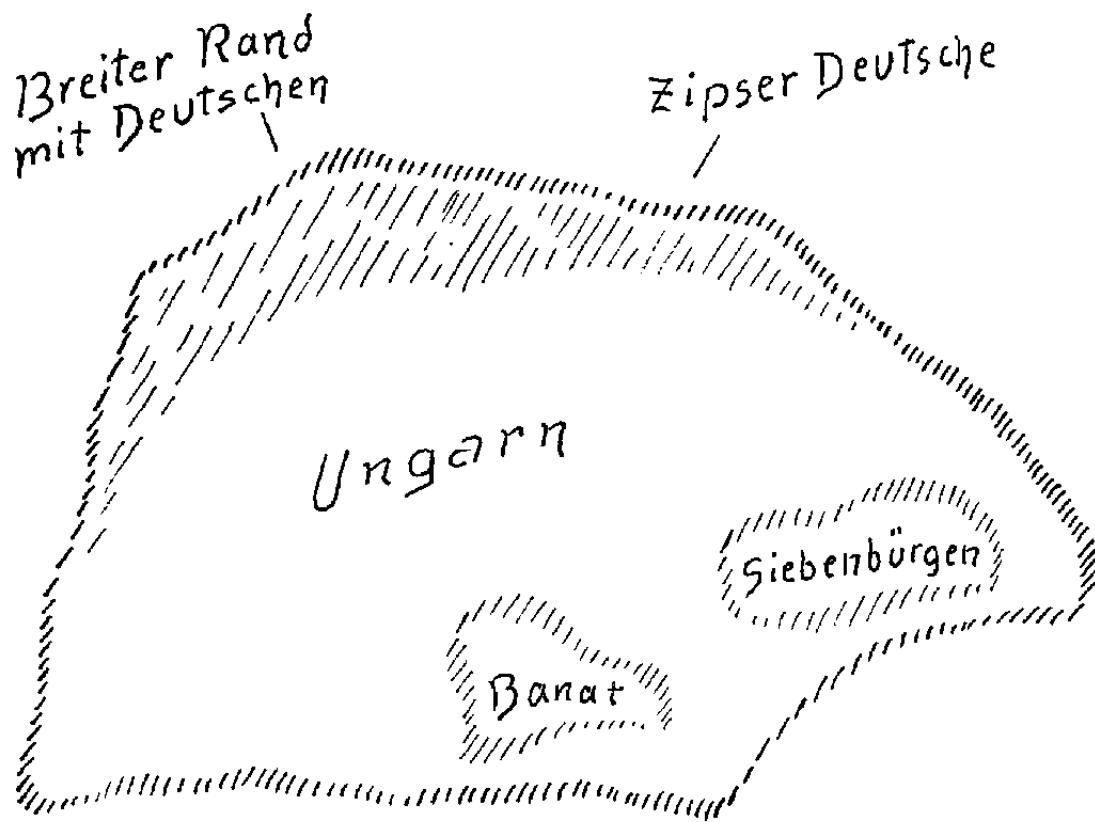 Breiter Rand
mit Deutschen
Zipser Deutsche
Ungarn
Siebenbürgen
Banat